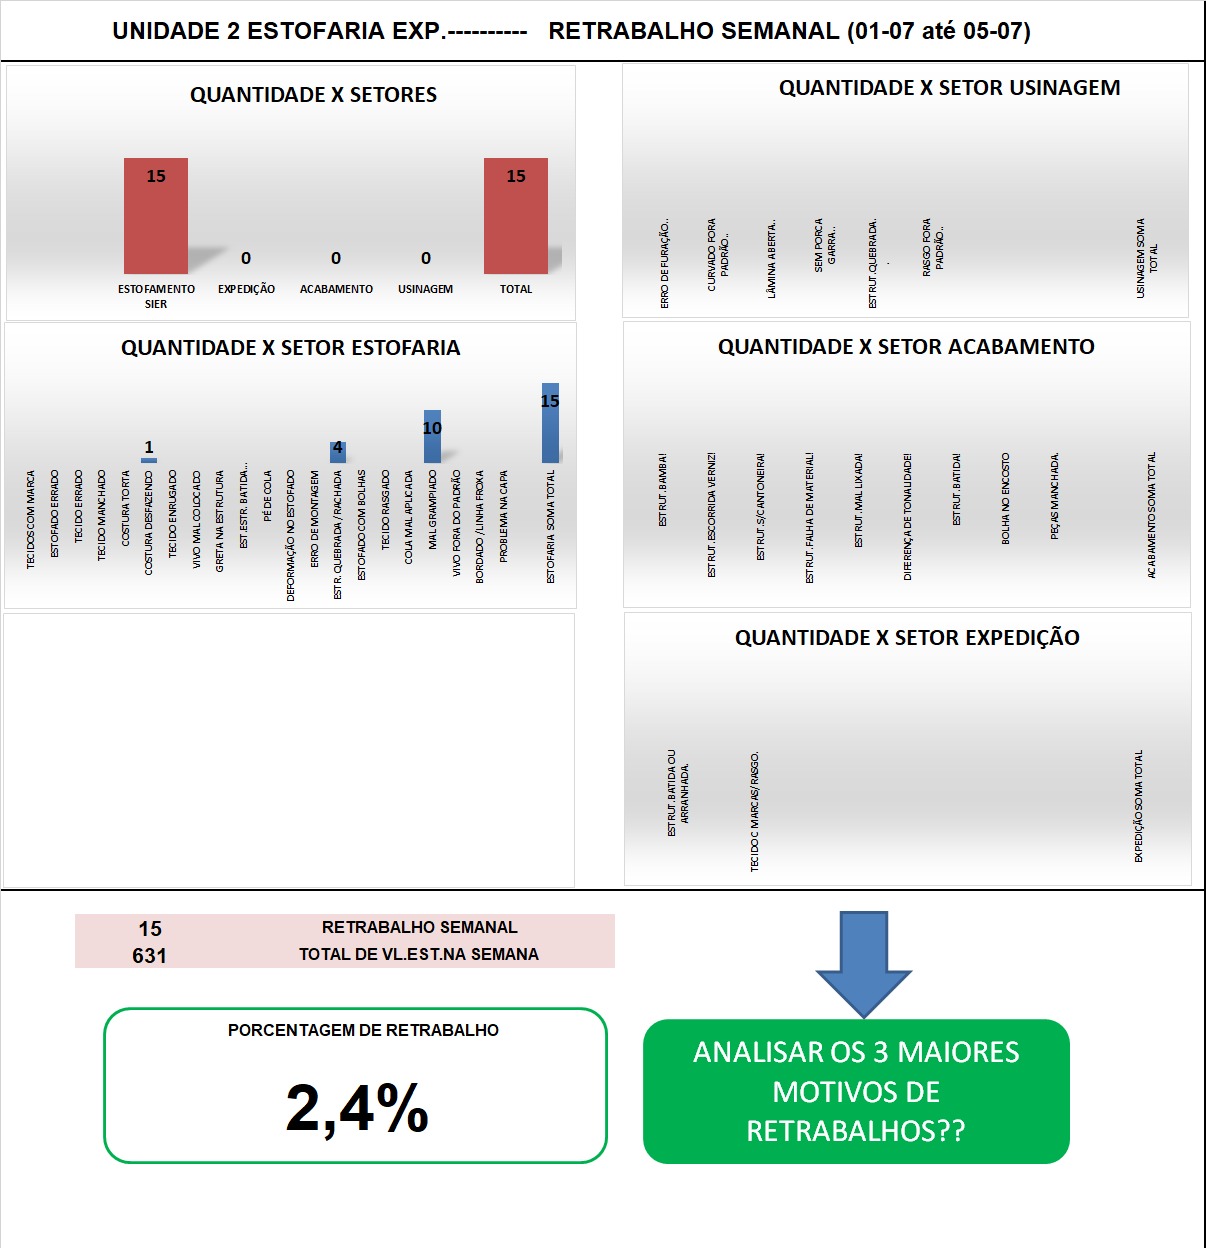 UNIDADE 2 ESTOFARIA EXP.---------- RETRABALHO SEMANAL (01-07 até 05-07)
QUANTIDADE X SETORES
15
0
0
0
15
ESTOFAMENTO
SIER
EXPEDIÇÃO
ACABAMENTO
USINAGEM
TOTAL
QUANTIDADE X SETOR USINAGEM
ERRO DE FURAÇÃO..
CURVADO FORA
PADRÃO..
LÂMINA ABERTA..
SEM PORCA
GARRA..
ESTRUT.QUEBRADA.
.
RASGO FORA
PADRÃO..
USINAGEM SOMA
TOTAL
QUANTIDADE X SETOR ESTOFARIA
1
4
10
15
TECIDOS COM MARCA
ESTOFADO ERRADO
TECIDO ERRADO
TECIDO MANCHADO
COSTURA TORTA
COSTURA DESFAZENDO
TECIDO ENRUGADO
VIVO MAL COLOCADO
GRETA NA ESTRUTURA
EST.ESTR. BATIDA...
PÉ DE COLA
DEFORMAÇÃO NO ESTOFADO
ERRO DE MONTAGEM
ESTR. QUEBRADA / RACHADA
ESTOFADO COM BOLHAS
TECIDO RASGADO
COLA MAL APLICADA
MAL GRAMPIADO
VIVO FORA DO PADRÃO
BORDADO /LINHA FROXA
PROBLEMA NA CAPA
ESTOFARIA SOMA TOTAL
QUANTIDADE X SETOR ACABAMENTO
ESTRUT.BAMBA!
ESTRUT.ESCORRIDA VERNIZ!
ESTRUT S/CANTONEIRA!
ESTRUT.FALHA DE MATERIAL!
ESTRUT.MAL LIXADA!
DIFERENÇA DE TONALIDADE!
ESTRUT.BATIDA!
BOLHA NO ENCOSTO
PEÇAS MANCHADA.
ACABAMENTO SOMA TOTAL
QUANTIDADE X SETOR EXPEDIÇÃO
ESTRUT.BATIDA OU
ARRANHADA.
TECIDO C MARCAS/RASGO.
EXPEDIÇÃO SOMA TOTAL
15 RETRABALHO SEMANAL
631 TOTAL DE VL.EST.NA SEMANA
PORCENTAGEM DE RETRABALHO
2,4%
ANALISAR OS 3 MAIORES
MOTIVOS DE
RETRABALHOS??